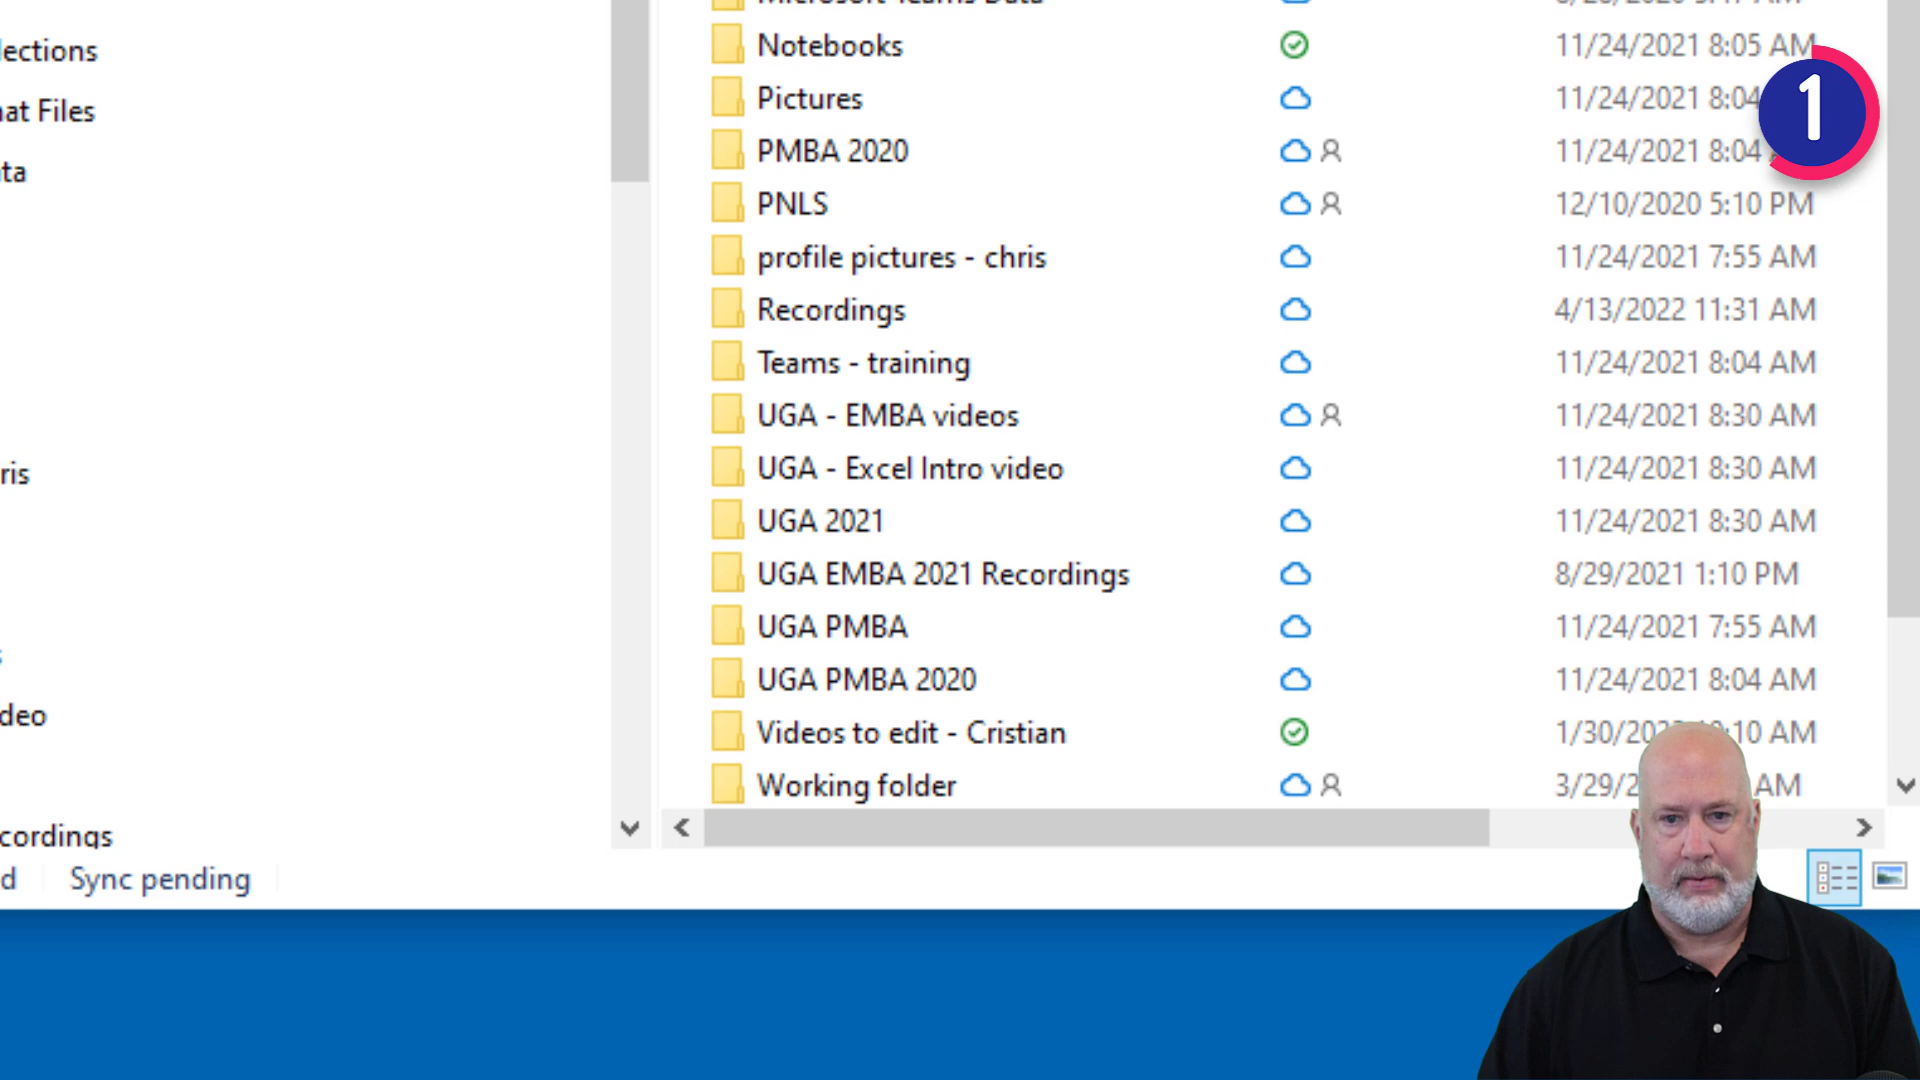 Microsoft Teams Data
lections
Notebooks 11/24/2021 8:05 AM
1
Pictures 11/24/2021 8:04
at Files
PMBA 2020 11/24/2021 8:04
ta
PNLS 12/10/2020 5:10 PM
profile pictures - chris 11/24/2021 7:55 AM
Recordings 4/13/2022 11:31 AM
Teams - training 11/24/2021 8:04 AM
UGA - EMBA videos 11/24/2021 8:30 AM
ris
UGA - Excel Intro video 11/24/2021 8:30 AM
UGA 2021 11/24/2021 8:30 AM
UGA EMBA 2021 Recordings 8/29/2021 1:10 PM
UGA PMBA 11/24/2021 7:55 AM
UGA PMBA 2020 11/24/2021 8:04 AM
deo
Videos to edit - Cristian 1/30/20 10 AM
Working folder 3/29/2 AM
cordings
d Sync pending